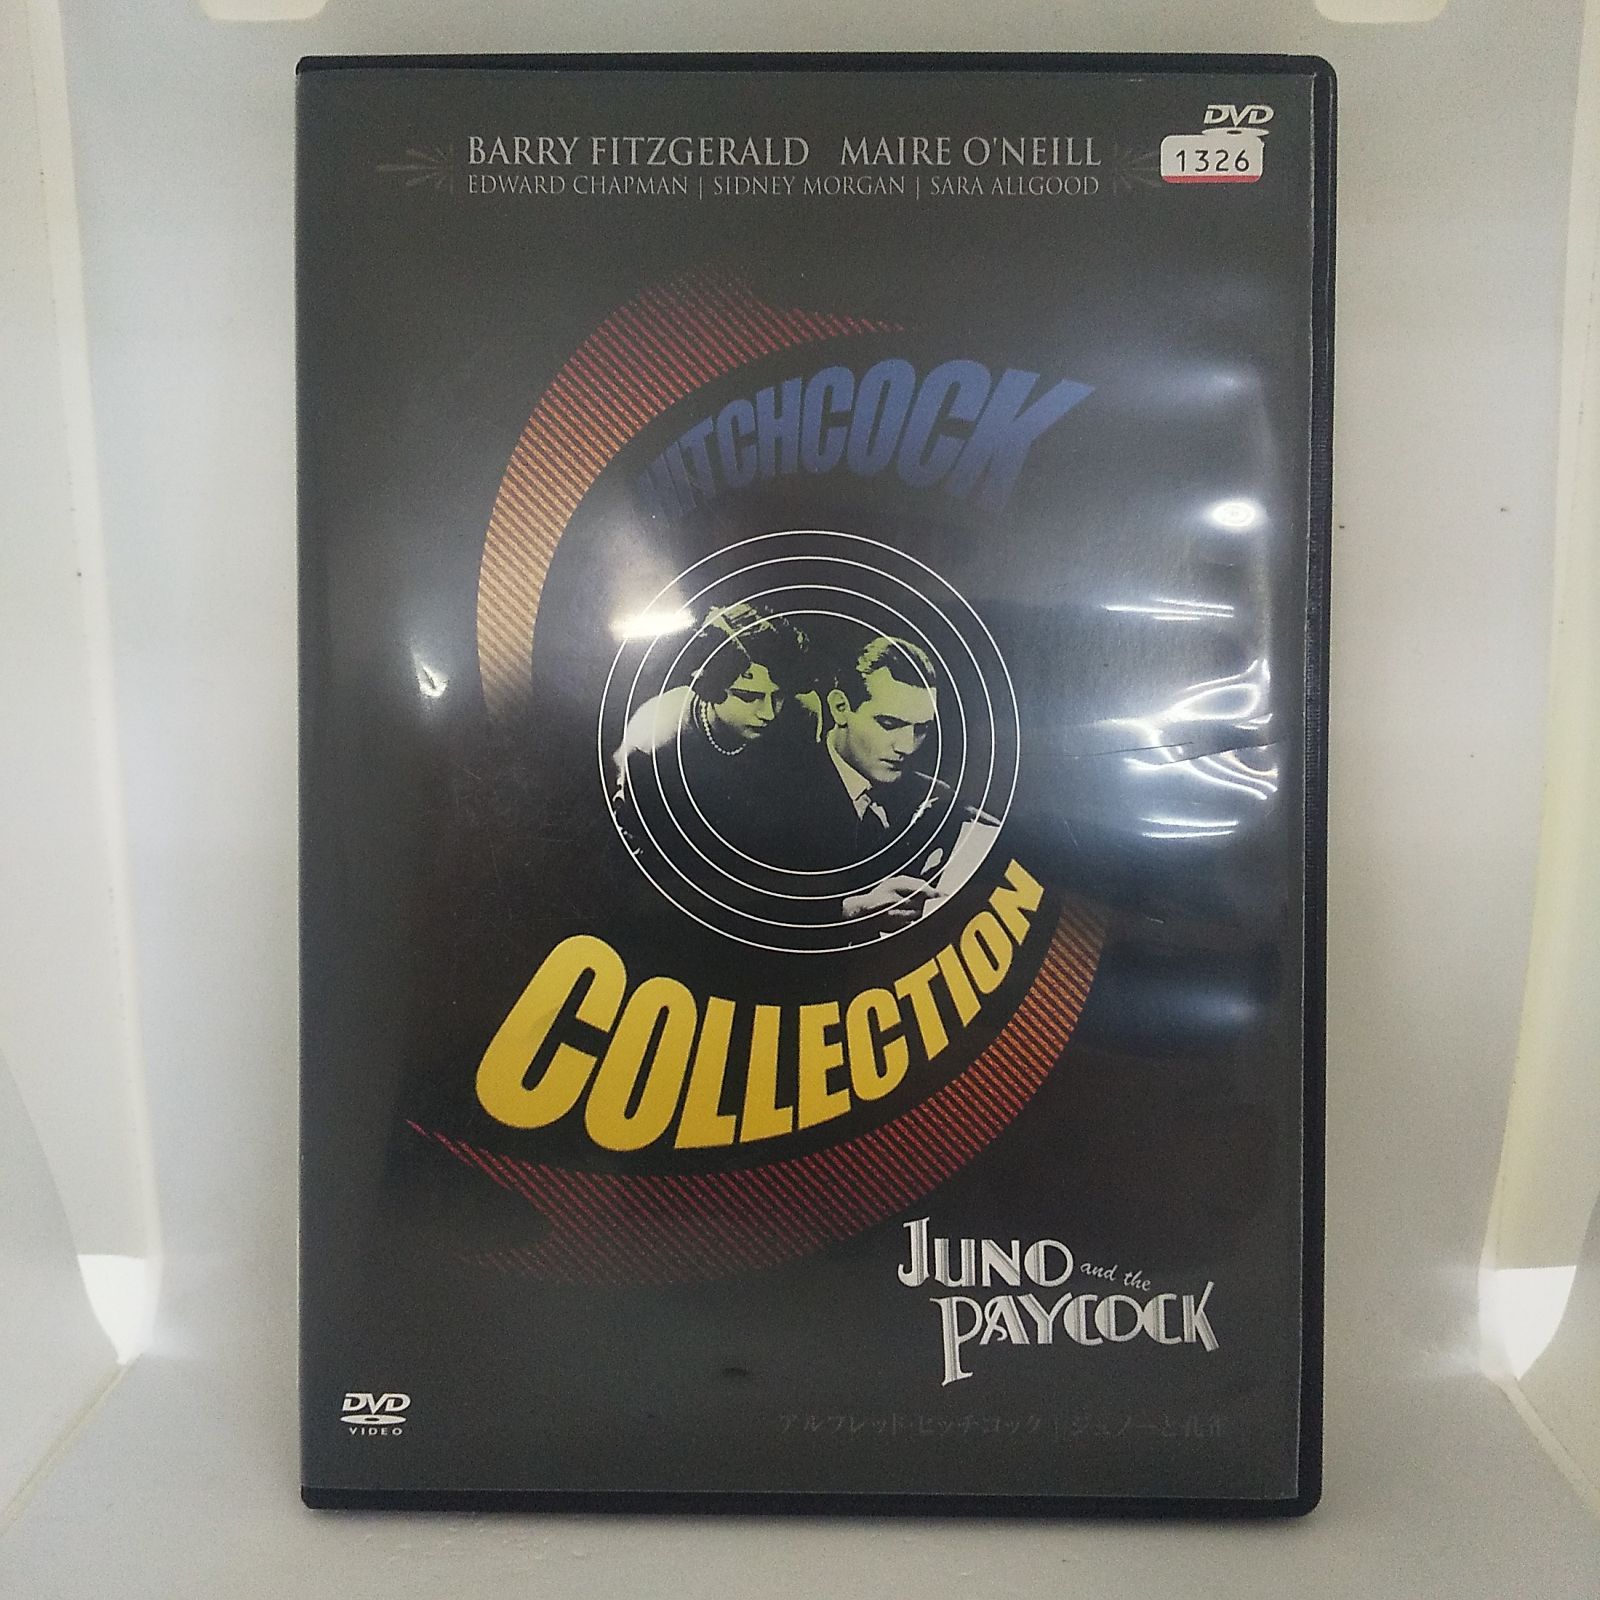 DVD
BARRY FITZGERALD MAIRE O'NEILL
1326
EDWARD CHAPMAN | SIDNEY MORGAN | SARA ALLGOOD
HITCHCOCK
COLLECTION
JUNO and the
PAYCOCK
DVD
VIDEO
アルフレッド・ヒッチコック | ジュノーと孔雀